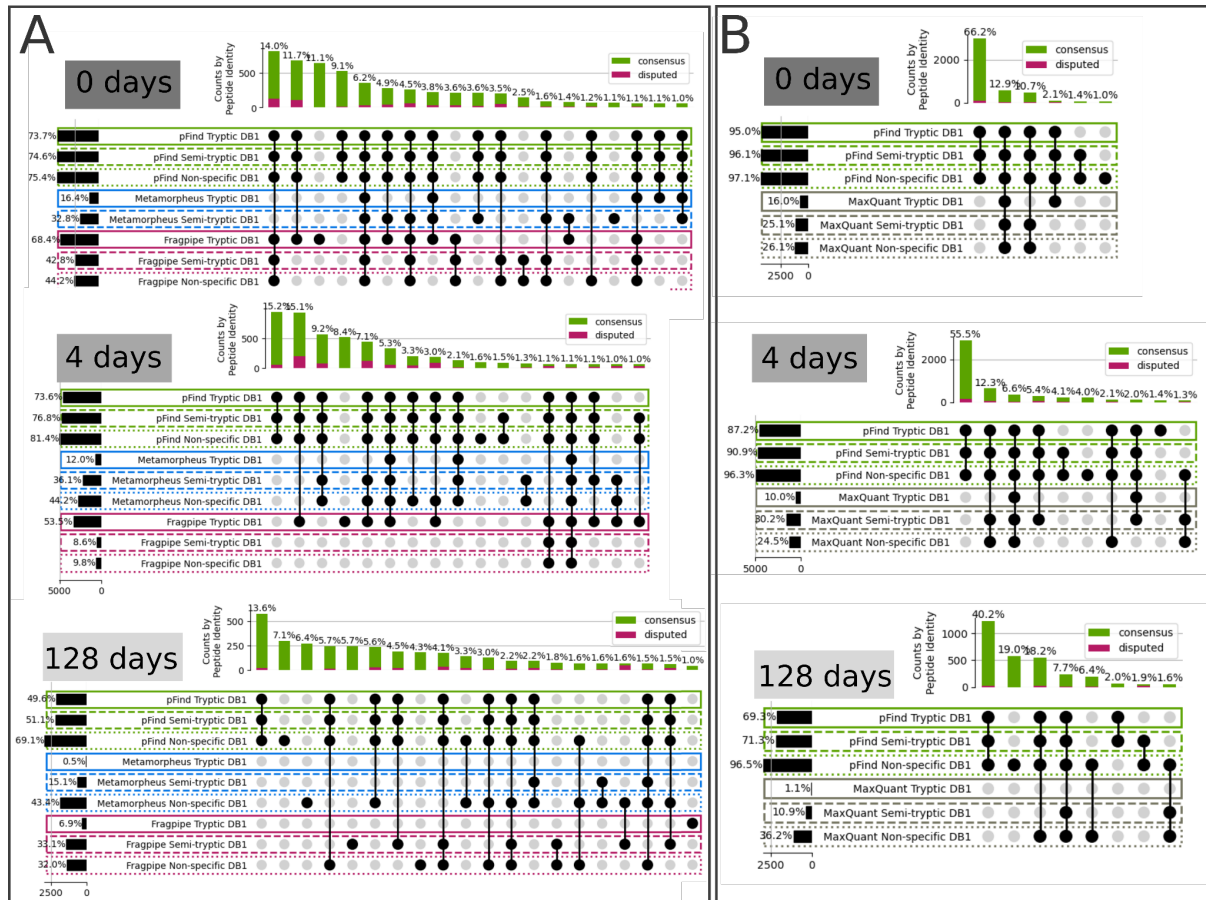 A
0 days
Counts by
Peptide Identity
500
0
14.0% 11.7% 11.1% 9.1% 6.2% 4.9% 4.5% 3.8% 3.6% 3.6% 3.5% 2.5% 1.6% 1.4% 1.2% 1.1% 1.1% 1.1% 1.0%
consensus
disputed
73.7% pFind Tryptic DB1
74.6% pFind Semi-tryptic DB1
75.4% pFind Non-specific DB1
16.4% Metamorpheus Tryptic DB1
32.8% Metamorpheus Semi-tryptic DB1
68.4% Fragpipe Tryptic DB1
42.8% Fragpipe Semi-tryptic DB1
44.2% Fragpipe Non-specific DB1
4 days
Counts by
Peptide Identity
500
0
15.2% 15.1% 9.2% 8.4% 7.1% 5.3% 3.3% 3.0% 2.1% 1.6% 1.5% 1.3% 1.1% 1.1% 1.1% 1.0% 1.0%
consensus
disputed
73.6% pFind Tryptic DB1
76.8% pFind Semi-tryptic DB1
81.4% pFind Non-specific DB1
12.0% Metamorpheus Tryptic DB1
36.1% Metamorpheus Semi-tryptic DB1
44.2% Metamorpheus Non-specific DB1
53.5% Fragpipe Tryptic DB1
8.6% Fragpipe Semi-tryptic DB1
9.8% Fragpipe Non-specific DB1
5000 0
128 days
Counts by
Peptide Identity
500
250
0
13.6% 7.1% 6.4% 5.7% 5.7% 5.6% 4.5% 4.3% 4.1% 3.3% 3.0% 2.2% 2.2% 1.8% 1.6% 1.6% 1.6% 1.5% 1.5% 1.0%
consensus
disputed
49.6% pFind Tryptic DB1
51.1% pFind Semi-tryptic DB1
69.1% pFind Non-specific DB1
0.5% Metamorpheus Tryptic DB1
15.1% Metamorpheus Semi-tryptic DB1
43.4% Metamorpheus Non-specific DB1
6.9% Fragpipe Tryptic DB1
33.1% Fragpipe Semi-tryptic DB1
32.0% Fragpipe Non-specific DB1
2500 0
B
0 days
Counts by
Peptide Identity
2000
0
66.2% 12.9% 10.7% 2.1% 1.4% 1.0%
consensus
disputed
95.0% pFind Tryptic DB1
96.1% pFind Semi-tryptic DB1
97.1% pFind Non-specific DB1
16.0% MaxQuant Tryptic DB1
25.1% MaxQuant Semi-tryptic DB1
26.1% MaxQuant Non-specific DB1
2500 0
4 days
Counts by
Peptide Identity
2000
0
55.5% 12.3% 6.6% 5.4% 4.1% 4.0% 2.1% 2.0% 1.4% 1.3%
consensus
disputed
87.2% pFind Tryptic DB1
90.9% pFind Semi-tryptic DB1
96.3% pFind Non-specific DB1
10.0% MaxQuant Tryptic DB1
30.2% MaxQuant Semi-tryptic DB1
24.5% MaxQuant Non-specific DB1
5000 0
128 days
Counts by
Peptide Identity
1000
500
0
40.2% 19.0% 18.2% 7.7% 6.4% 2.0% 1.9% 1.6%
consensus
disputed
69.3% pFind Tryptic DB1
71.3% pFind Semi-tryptic DB1
96.5% pFind Non-specific DB1
1.1% MaxQuant Tryptic DB1
10.9% MaxQuant Semi-tryptic DB1
36.2% MaxQuant Non-specific DB1
2500 0